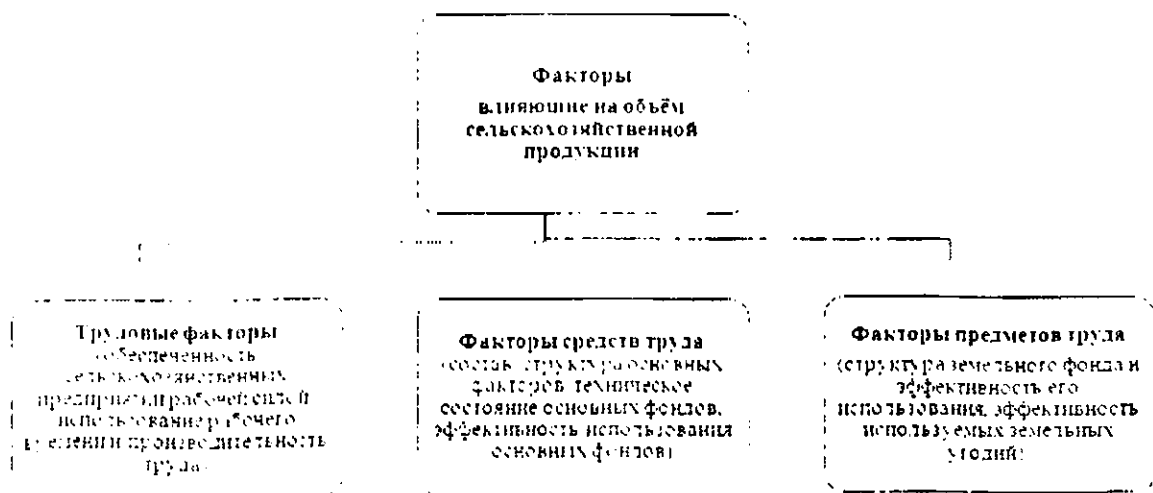 Факторы
влияющие на объём
сельскохозяйственной
продукции
Трудовые факторы
(обеспеченность
сельскохозяйственных
предприятий рабочей силой
использование рабочего
времени и производительность
труда)
Факторы средств труда
(состав структура основных
факторов, техническое
состояние основных фондов,
эффективность использования
основных фондов)
Факторы предметов труда
(структура земельного фонда и
эффективность его
использования, эффективность
используемых земельных
угодий)